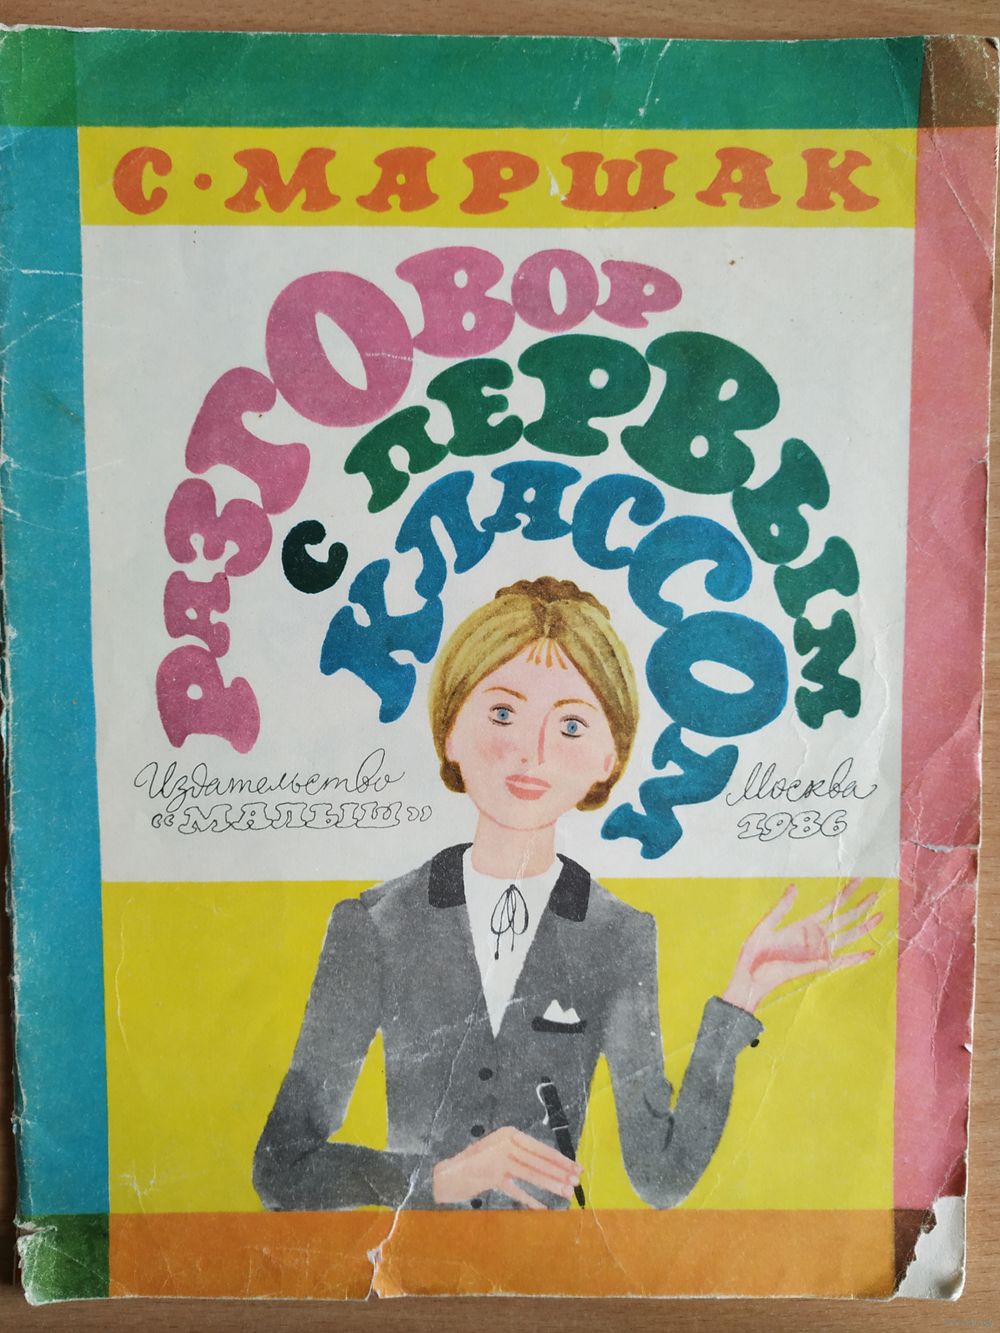 С·МАРШАК
РАЗГОВОР
С ПЕРВЫМ
КЛАССОМ
Издательство
«МАЛЫШ»
Москва
1986